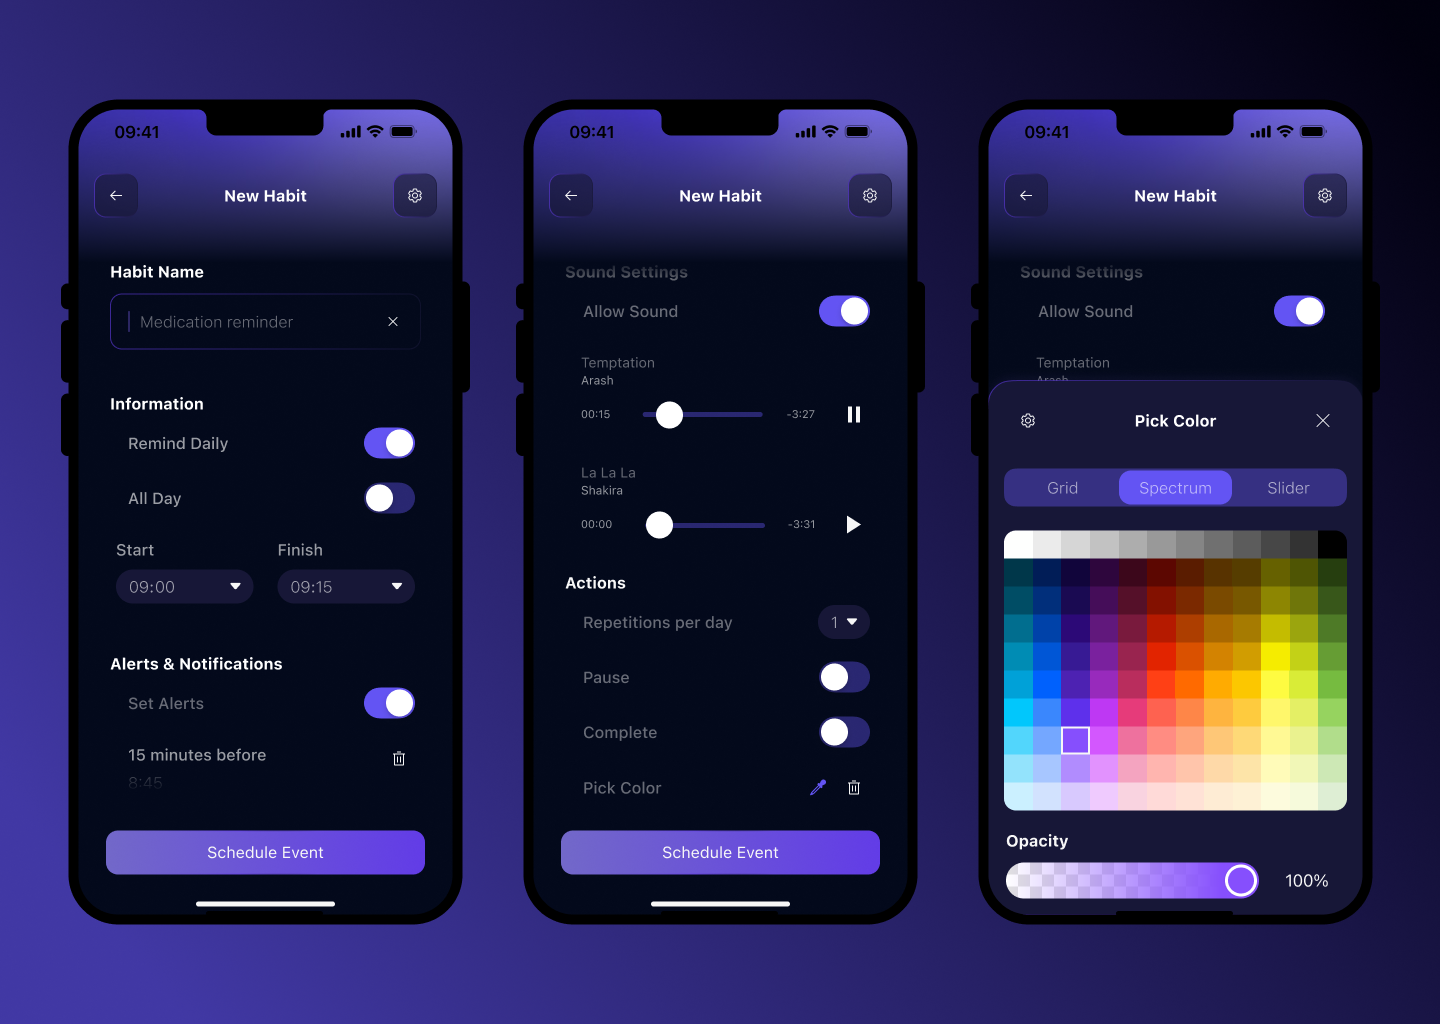 09:41
New Habit
Habit Name
Medication reminder
Information
Remind Daily
All Day
Start Finish
09:00 09:15
Alerts & Notifications
Set Alerts
15 minutes before
8:45
Schedule Event
09:41
New Habit
Sound Settings
Allow Sound
Temptation
Arash
00:15 -3:27
La La La
Shakira
00:00 -3:31
Actions
Repetitions per day 1
Pause
Complete
Pick Color
Schedule Event
09:41
New Habit
Sound Settings
Allow Sound
Temptation
Arash
Pick Color
Grid Spectrum Slider
Opacity
100%